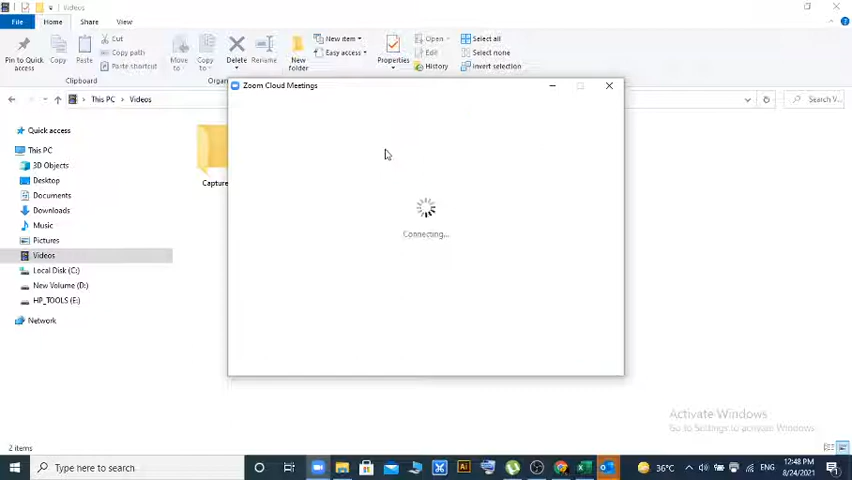 Videos
File Home Share View
Pin to Quick access
Copy
Paste
Cut
Copy path
Paste shortcut
Clipboard
Move to
Copy to
Delete
Rename
Organ
New folder
New item
Easy access
Properties
Open
Edit
History
Select all
Select none
Invert selection
This PC > Videos
Search V...
Zoom Cloud Meetings
Connecting...
Quick access
This PC
3D Objects
Desktop
Documents
Downloads
Music
Pictures
Videos
Local Disk (C:)
New Volume (D:)
HP_TOOLS (E:)
Network
Capture
Activate Windows
Go to Settings to activate Windows.
2 items
Type here to search
36°C
ENG
12:48 PM
8/24/2021